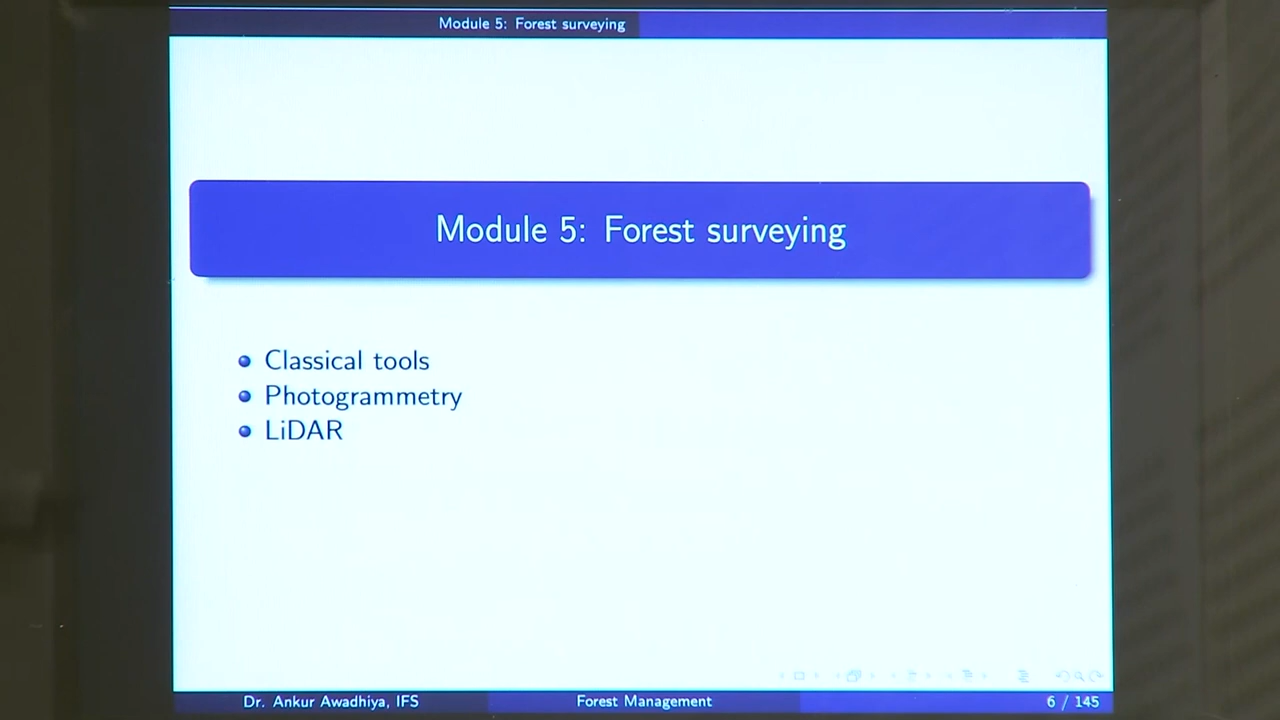 Module 5: Forest surveying
Module 5: Forest surveying
Classical tools
Photogrammetry
LiDAR
Dr. Ankur Awadhiya, IFS
Forest Management
6 / 145